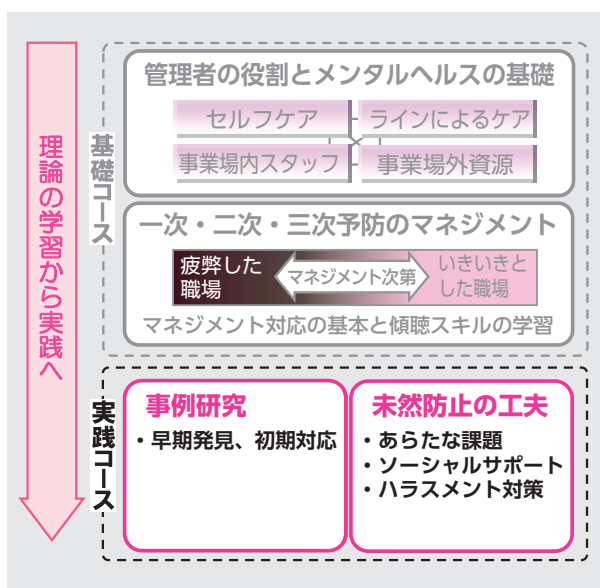 理論の学習から実践へ
基礎コース
管理者の役割とメンタルヘルスの基礎
セルフケア
ラインによるケア
事業場内スタッフ
事業場外資源
一次・二次・三次予防のマネジメント
疲弊した
職場
マネジメント次第
いきいきと
した職場
マネジメント対応の基本と傾聴スキルの学習
実践コース
事例研究
・早期発見、初期対応
未然防止の工夫
・あらたな課題
・ソーシャルサポート
・ハラスメント対策